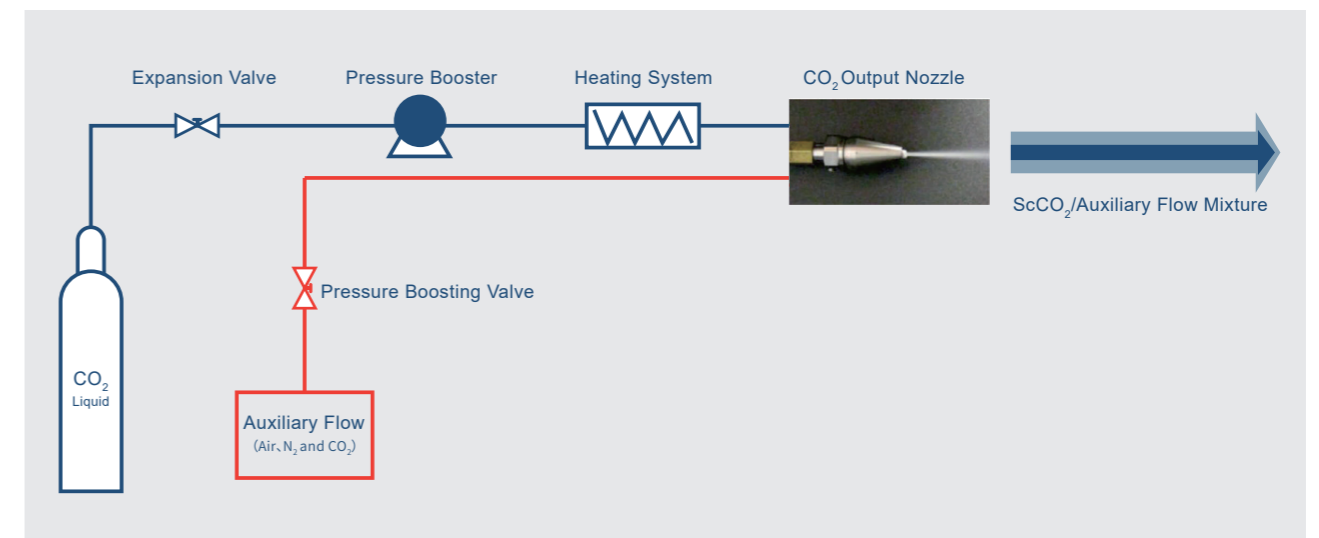 Expansion Valve
Pressure Booster
Heating System
CO₂ Output Nozzle
ScCO₂/Auxiliary Flow Mixture
Pressure Boosting Valve
CO₂
Liquid
Auxiliary Flow
(Air、N₂ and CO₂)